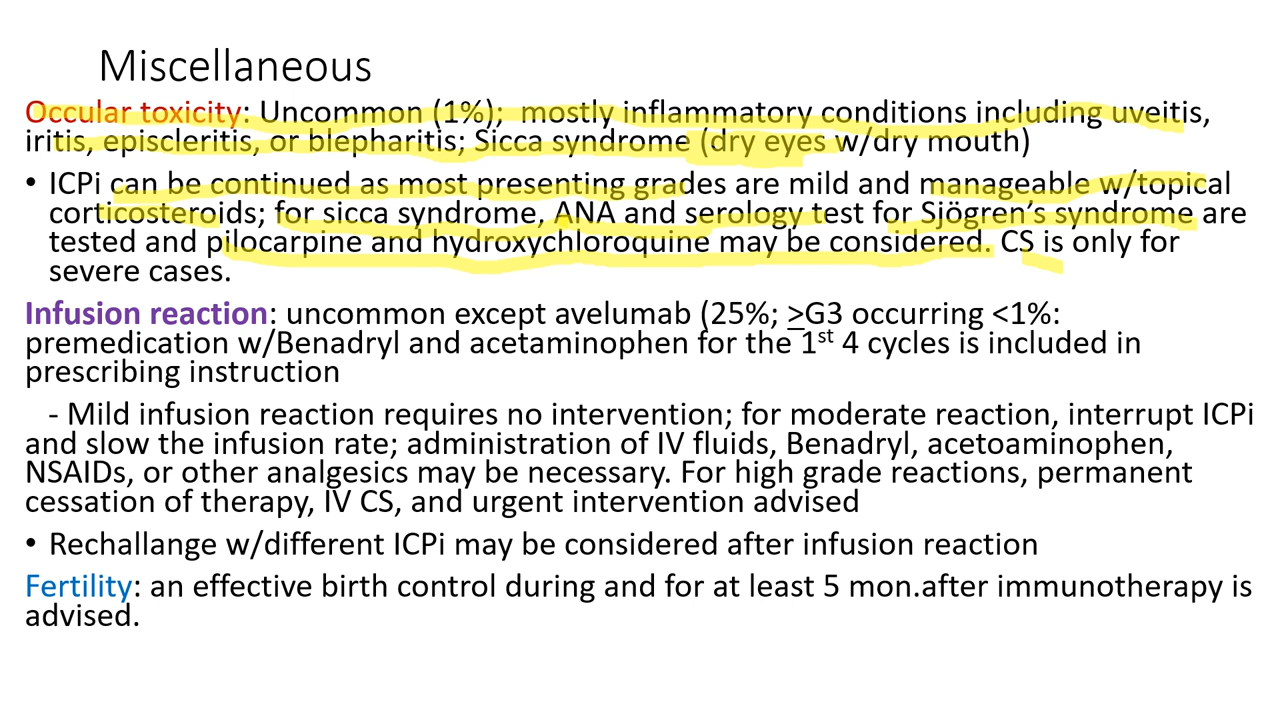 Miscellaneous
Occular toxicity: Uncommon (1%);  mostly inflammatory conditions including uveitis,
iritis, episcleritis, or blepharitis; Sicca syndrome (dry eyes w/dry mouth)
• ICPi can be continued as most presenting grades are mild and manageable w/topical
corticosteroids; for sicca syndrome, ANA and serology test for Sjögren’s syndrome are
tested and pilocarpine and hydroxychloroquine may be considered. CS is only for
severe cases.
Infusion reaction: uncommon except avelumab (25%; >G3 occurring <1%:
premedication w/Benadryl and acetaminophen for the 1st 4 cycles is included in
prescribing instruction
- Mild infusion reaction requires no intervention; for moderate reaction, interrupt ICPi
and slow the infusion rate; administration of IV fluids, Benadryl, acetoaminophen,
NSAIDs, or other analgesics may be necessary. For high grade reactions, permanent
cessation of therapy, IV CS, and urgent intervention advised
• Rechallange w/different ICPi may be considered after infusion reaction
Fertility: an effective birth control during and for at least 5 mon.after immunotherapy is
advised.